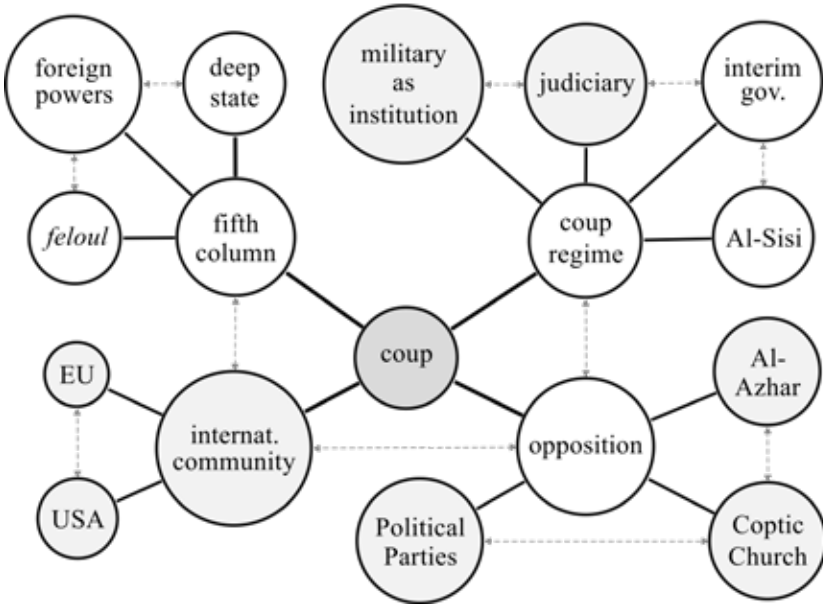 foreign
powers
deep
state
military
as
institution
judiciary
interim
gov.
feloul
fifth
column
coup
regime
Al-Sisi
coup
EU
Al-
Azhar
internat.
community
opposition
USA
Political
Parties
Coptic
Church